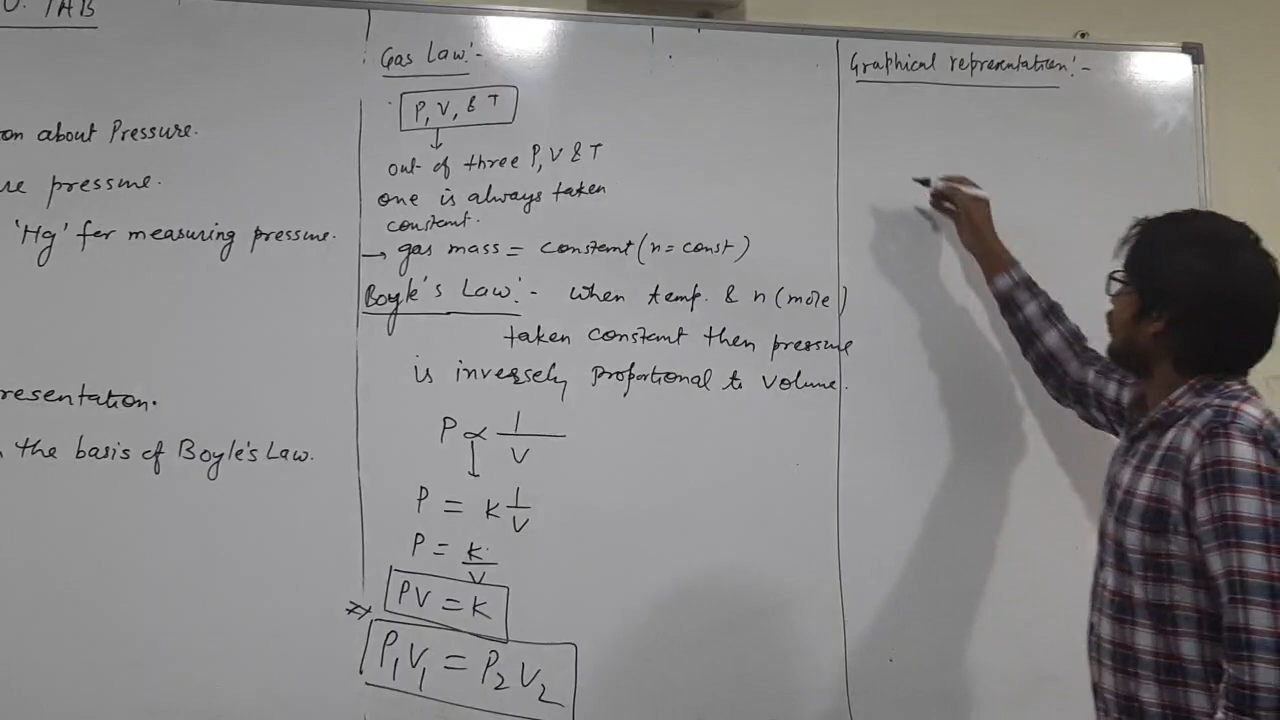 on about Pressure.
pressure.
'Hg' for measuring pressure.
resentation.
the basis of Boyle's Law.
Gas Law:-
P, V, & T
out of three P, V & T
one is always taken
constant.
→ gas mass = constant (n = const)
Boyle's Law:- when temp. & n (mole)
taken constant then pressure
is inversely proportional to volume.
P ∝ 1/V
P = K 1/V
P = K/V
PV = K
P₁V₁ = P₂V₂
Graphical representation:-